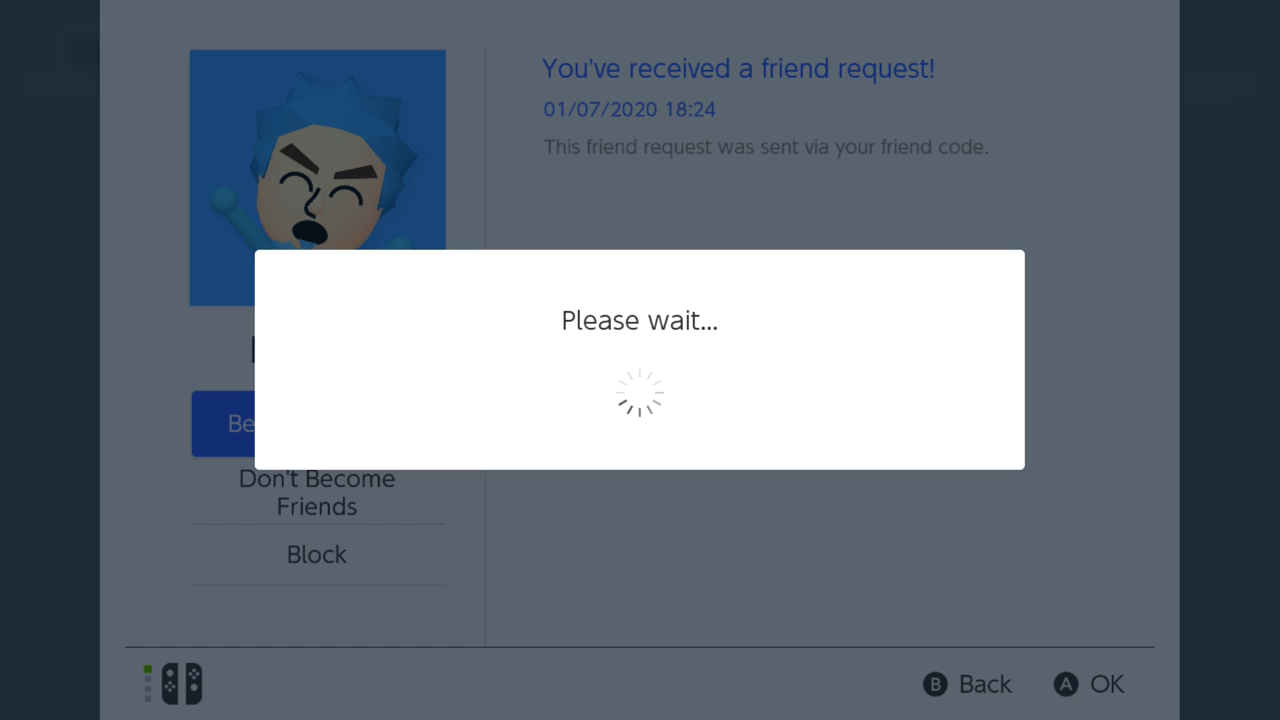 You've received a friend request!
01/07/2020 18:24
This friend request was sent via your friend code.
Please wait...
Don't Become
Friends
Block
B Back A OK